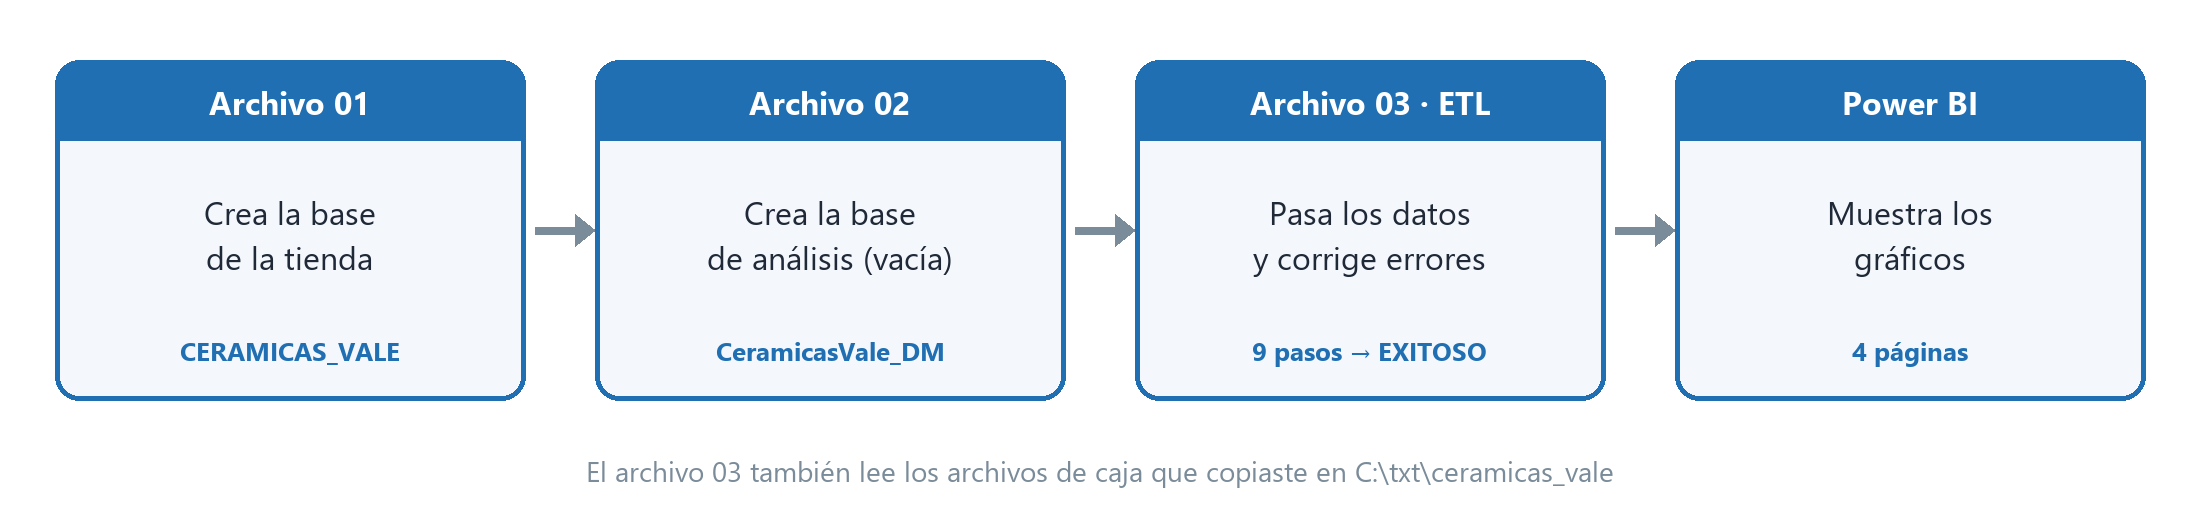 Archivo 01
Crea la base
de la tienda
CERAMICAS_VALE
Archivo 02
Crea la base
de análisis (vacía)
CeramicasVale_DM
Archivo 03 · ETL
Pasa los datos
y corrige errores
9 pasos → EXITOSO
Power BI
Muestra los
gráficos
4 páginas
El archivo 03 también lee los archivos de caja que copiaste en C:\txt\ceramicas_vale